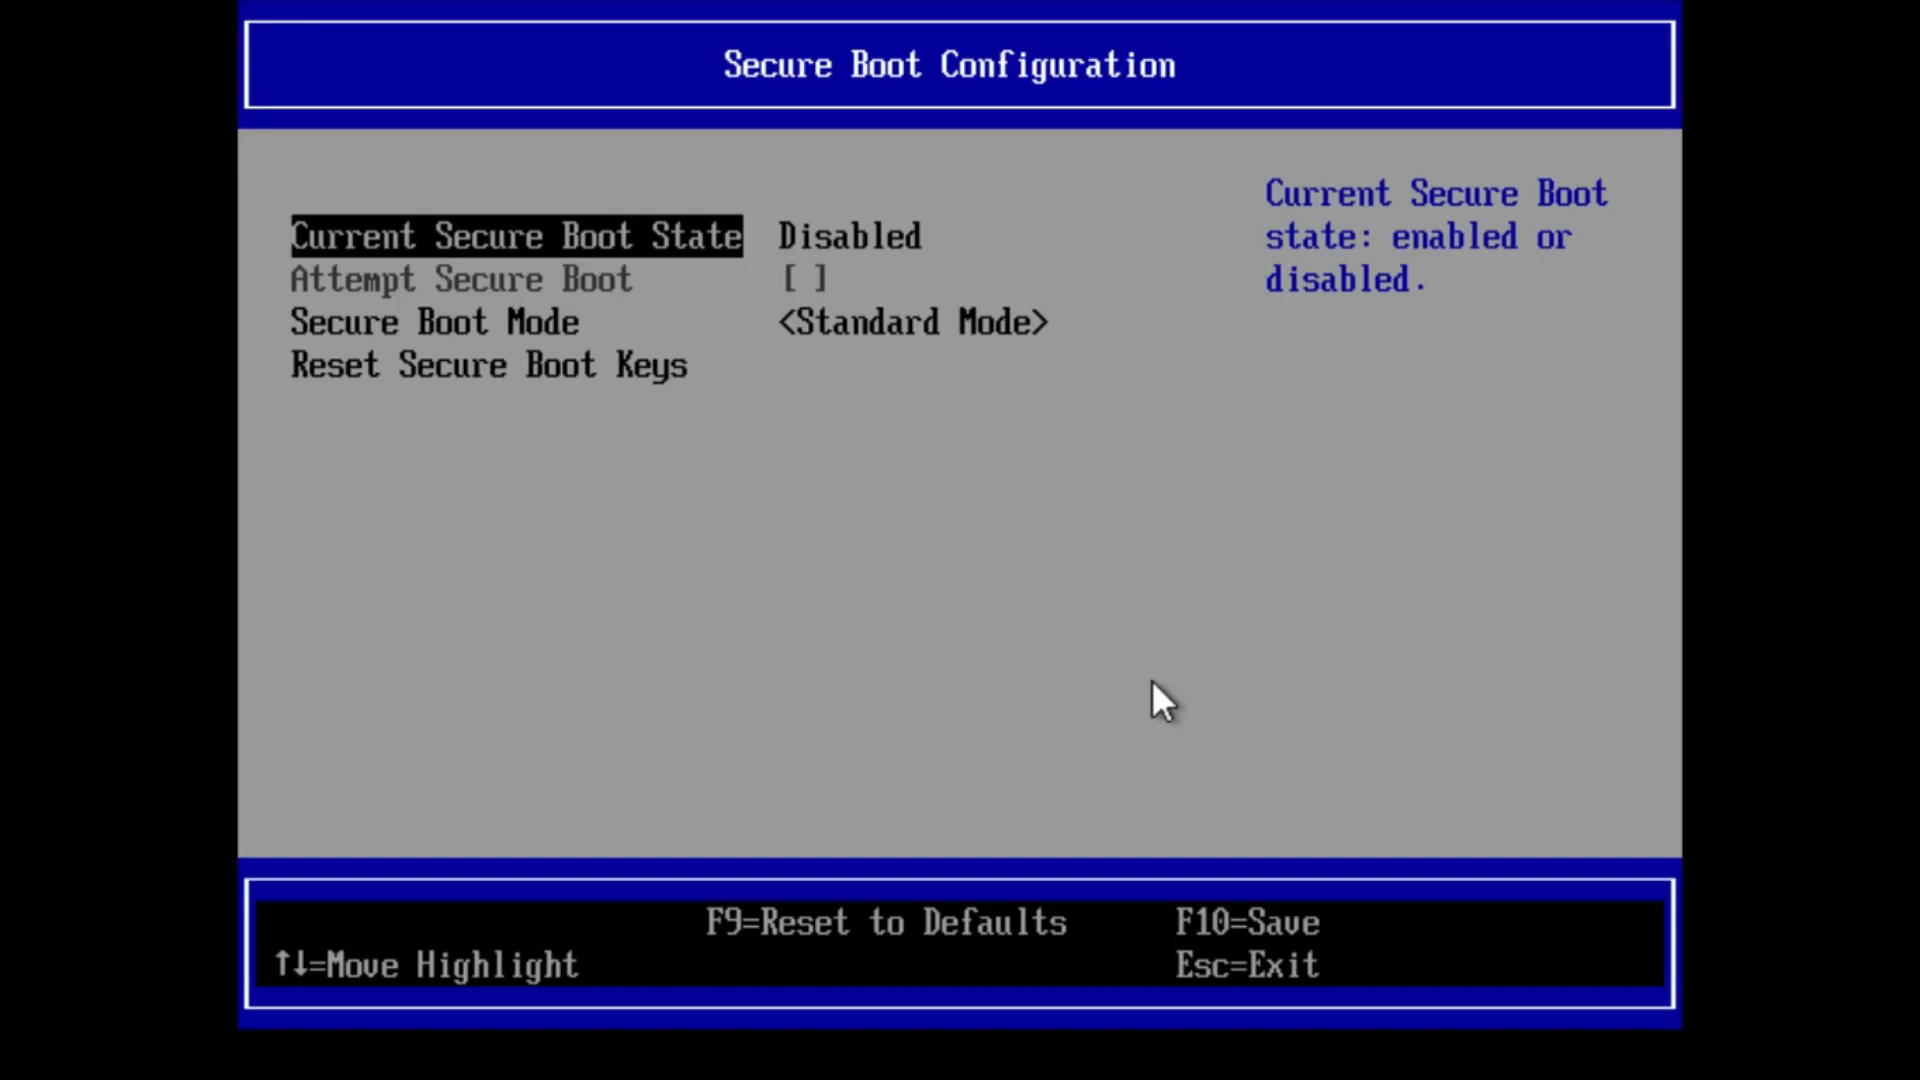 Secure Boot Configuration
Current Secure Boot State Disabled
Attempt Secure Boot [ ]
Secure Boot Mode <Standard Mode>
Reset Secure Boot Keys
Current Secure Boot
state: enabled or
disabled.
F9=Reset to Defaults F10=Save
↑↓=Move Highlight Esc=Exit